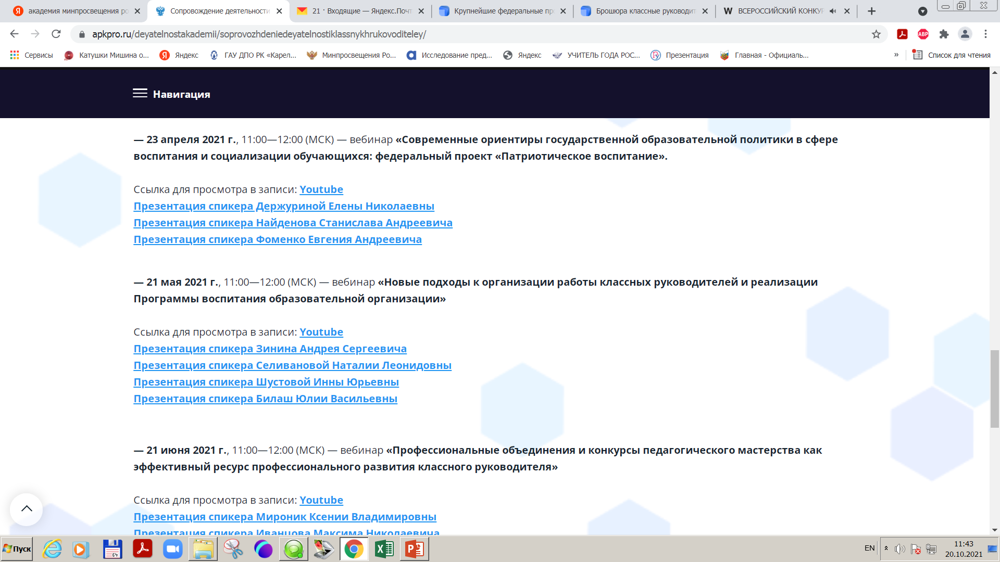 академия минпросвещения ро
Сопровождение деятельности
21 · Входящие — Яндекс.Почт
Крупнейшие федеральные пр
Брошюра классные руководит
ВСЕРОССИЙСКИЙ КОНКУР
apkpro.ru/deyatelnostakademii/soprovozhdeniedeyatelnostiklassnykhrukovoditeley/
ABP
Сервисы
Катушки Мишина о...
Яндекс
ГАУ ДПО РК «Карел...
Минпросвещения Ро...
Исследование пред...
Яндекс
УЧИТЕЛЬ ГОДА РОС...
Презентация
Главная - Официаль...
»
Список для чтения
Навигация
— 23 апреля 2021 г., 11:00—12:00 (МСК) — вебинар «Современные ориентиры государственной образовательной политики в сфере
воспитания и социализации обучающихся: федеральный проект «Патриотическое воспитание».
Ссылка для просмотра в записи: Youtube
Презентация спикера Держуриной Елены Николаевны
Презентация спикера Найденова Станислава Андреевича
Презентация спикера Фоменко Евгения Андреевича
— 21 мая 2021 г., 11:00—12:00 (МСК) — вебинар «Новые подходы к организации работы классных руководителей и реализации
Программы воспитания образовательной организации»
Ссылка для просмотра в записи: Youtube
Презентация спикера Зинина Андрея Сергеевича
Презентация спикера Селивановой Наталии Леонидовны
Презентация спикера Шустовой Инны Юрьевны
Презентация спикера Билаш Юлии Васильевны
— 21 июня 2021 г., 11:00—12:00 (МСК) — вебинар «Профессиональные объединения и конкурсы педагогического мастерства как
эффективный ресурс профессионального развития классного руководителя»
Ссылка для просмотра в записи: Youtube
Презентация спикера Мироник Ксении Владимировны
Презентация спикера Иванцова Максима Николаевича
Пуск
64
EN
11:43
20.10.2021